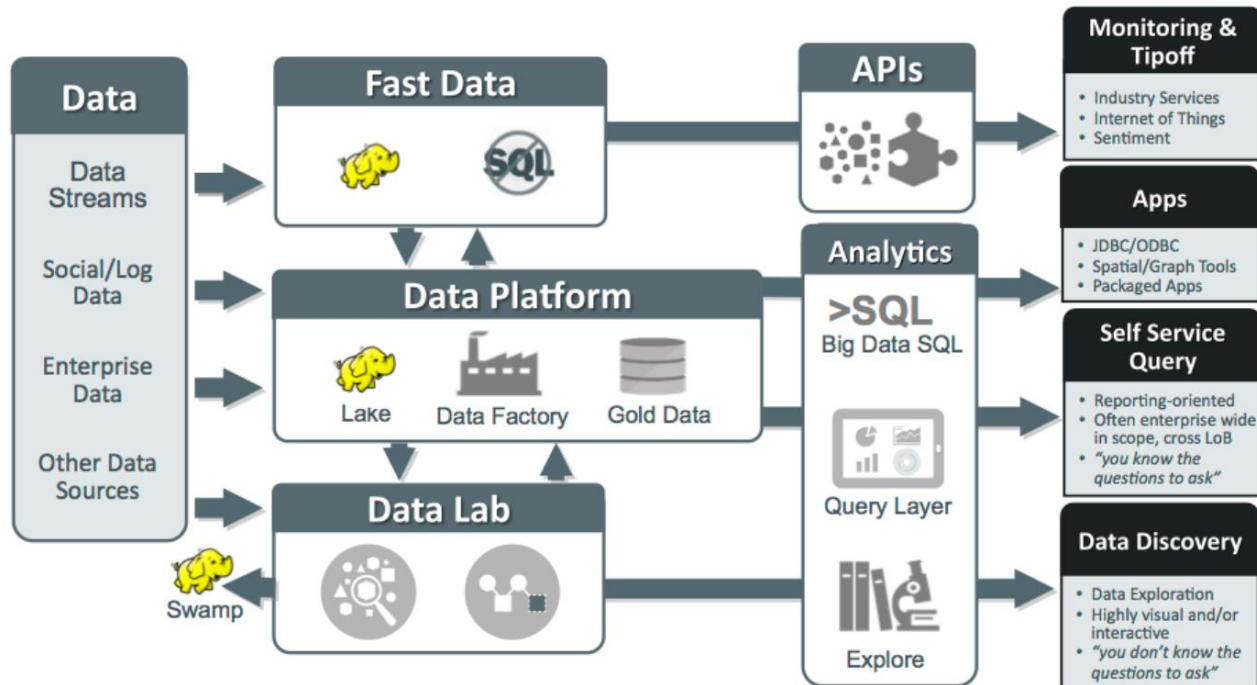 Data
Data
Streams
Social/Log
Data
Enterprise
Data
Other Data
Sources
Swamp
Fast Data
SQL
Data Platform
Lake
Data Factory
Gold Data
Data Lab
APIs
Analytics
>SQL
Big Data SQL
Query Layer
Explore
Monitoring &
Tipoff
• Industry Services
• Internet of Things
• Sentiment
Apps
• JDBC/ODBC
• Spatial/Graph Tools
• Packaged Apps
Self Service
Query
• Reporting-oriented
• Often enterprise wide
in scope, cross LoB
• “you know the
questions to ask”
Data Discovery
• Data Exploration
• Highly visual and/or
interactive
• “you don’t know the
questions to ask”